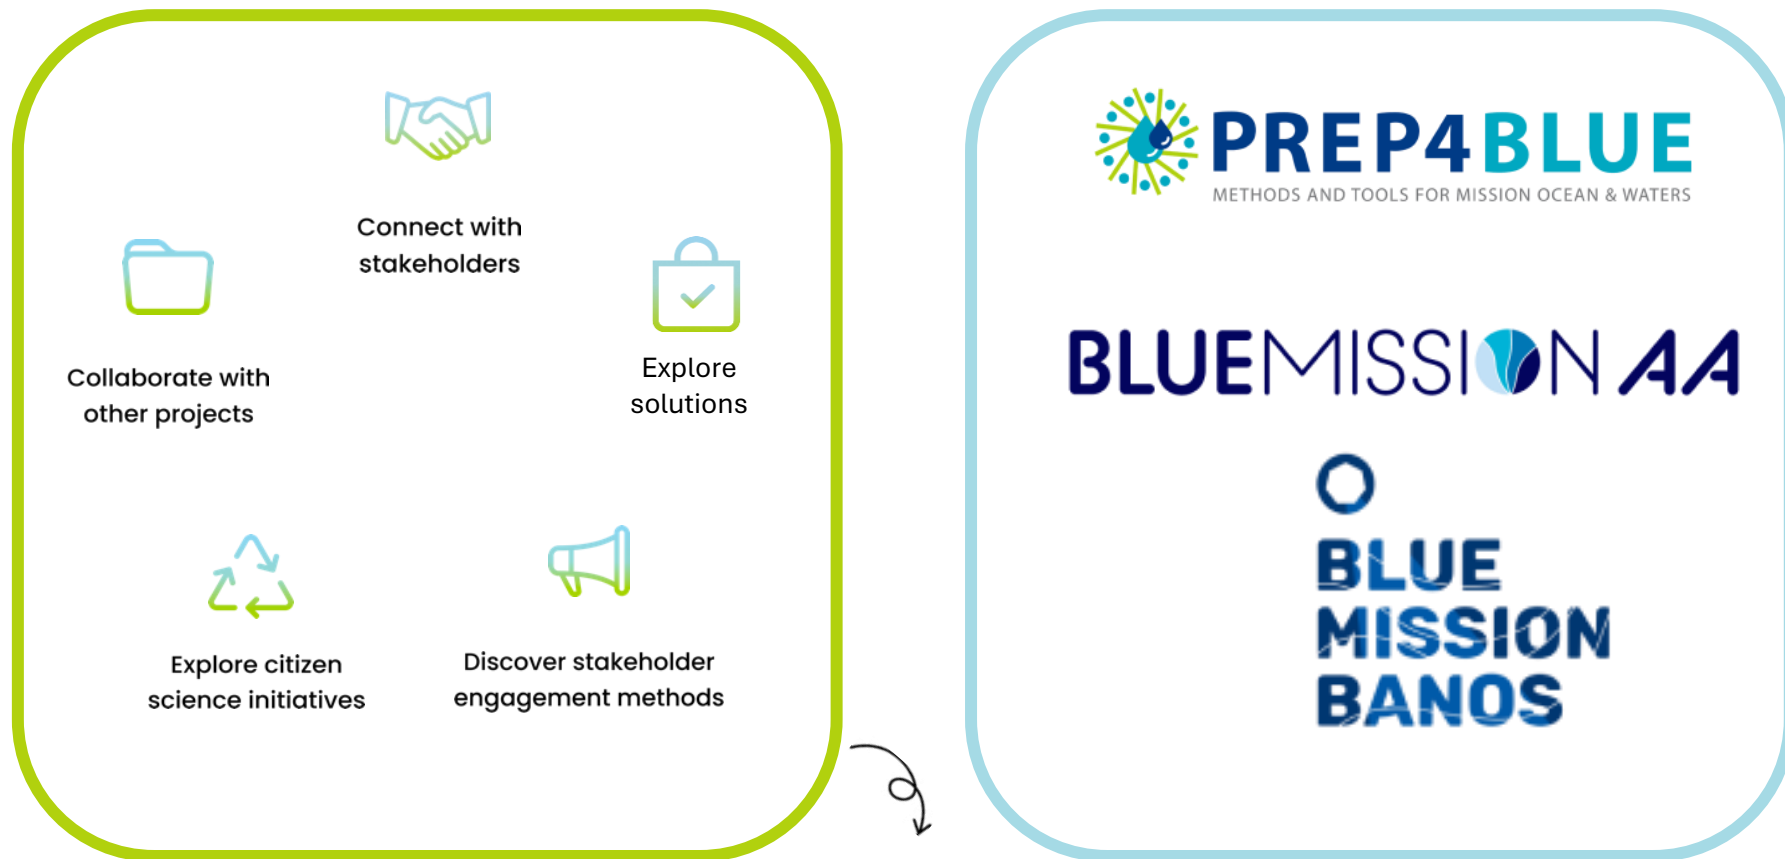 Connect with
stakeholders
Collaborate with
other projects
Explore
solutions
Explore citizen
science initiatives
Discover stakeholder
engagement methods
PREP4BLUE
METHODS AND TOOLS FOR MISSION OCEAN & WATERS
BLUEMISSION AA
BLUE
MISSION
BANOS